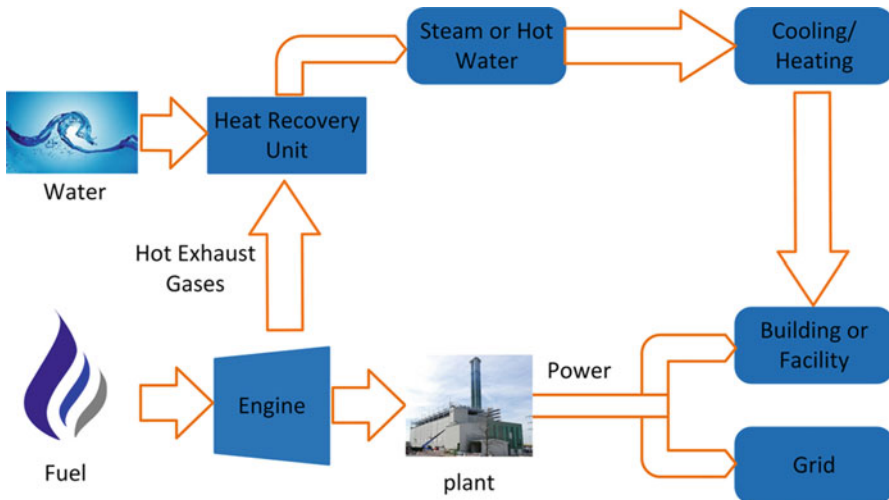 Steam or Hot
Water
Cooling/
Heating
Heat Recovery
Unit
Water
Hot Exhaust
Gases
Building or
Facility
Power
Engine
Fuel
plant
Grid